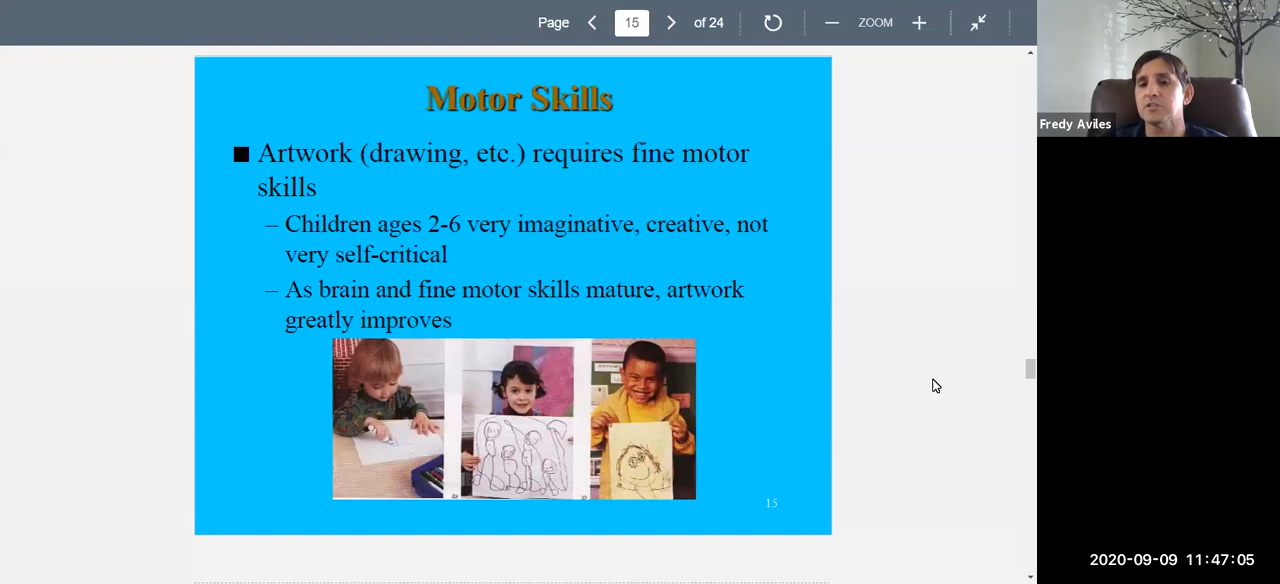 Page 15 of 24 ZOOM
Motor Skills
Artwork (drawing, etc.) requires fine motor
skills
– Children ages 2-6 very imaginative, creative, not
very self-critical
– As brain and fine motor skills mature, artwork
greatly improves
15
Fredy Aviles
2020-09-09 11:47:05